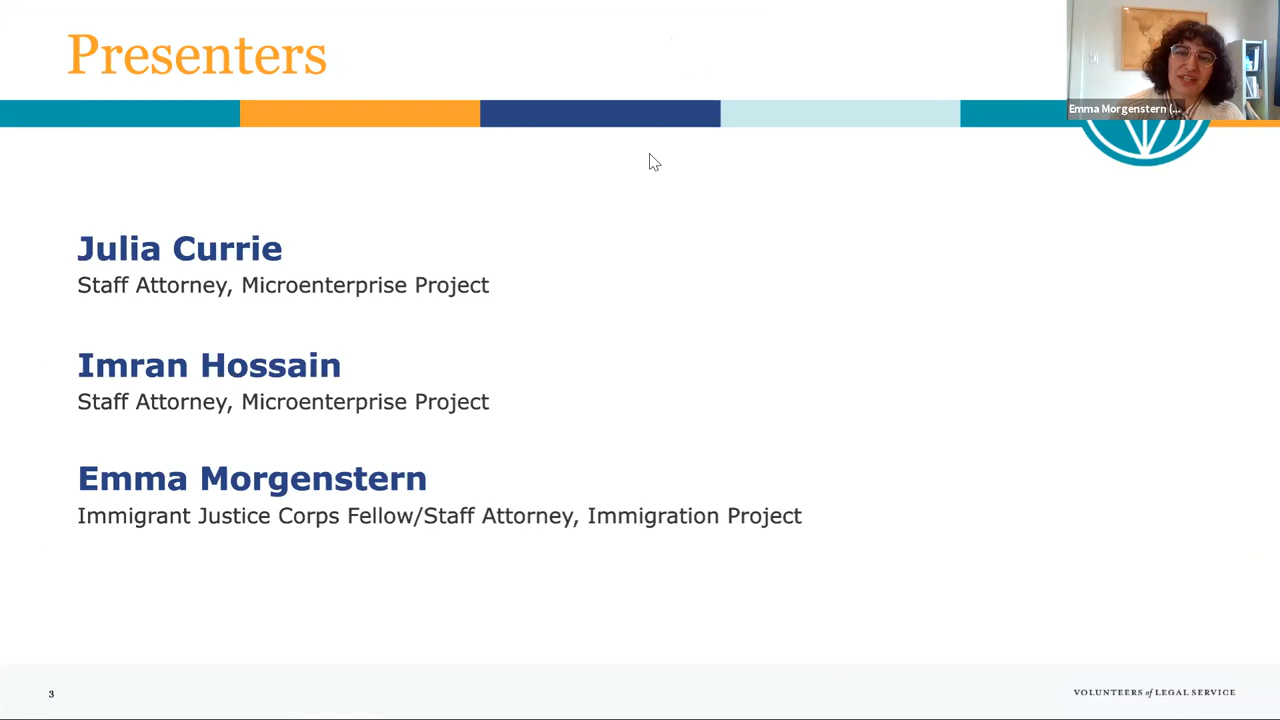 Presenters
Emma Morgenstern (...
Julia Currie
Staff Attorney, Microenterprise Project
Imran Hossain
Staff Attorney, Microenterprise Project
Emma Morgenstern
Immigrant Justice Corps Fellow/Staff Attorney, Immigration Project
3
VOLUNTEERS of LEGAL SERVICE